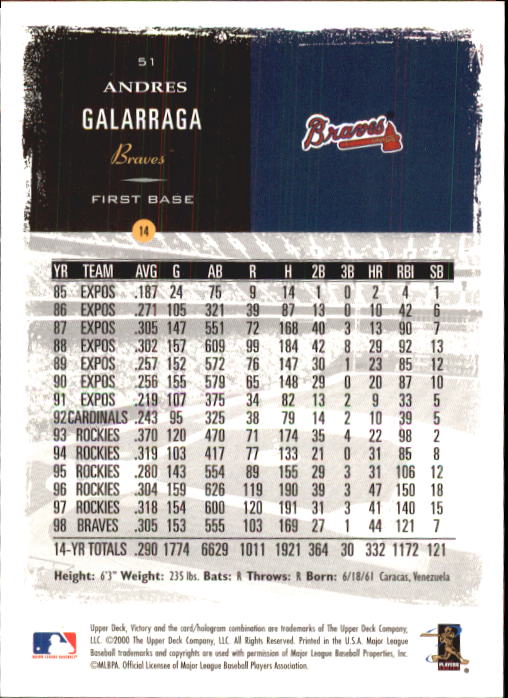 51
ANDRES
GALARRAGA
Braves
Braves
FIRST BASE
14
YR TEAM AVG G AB R H 2B 3B HR RBI SB
85 EXPOS .187 24 75 9 14 1 0 2 4 1
86 EXPOS .271 105 321 39 87 13 0 10 42 6
87 EXPOS .305 147 551 72 168 40 3 13 90 7
88 EXPOS .302 157 609 99 184 42 8 29 92 13
89 EXPOS .257 152 572 76 147 30 1 23 85 12
90 EXPOS .256 155 579 65 148 29 0 20 87 10
91 EXPOS .219 107 375 34 82 13 2 9 33 5
92 CARDINALS .243 95 325 38 79 14 2 10 39 5
93 ROCKIES .370 120 470 71 174 35 4 22 98 2
94 ROCKIES .319 103 417 77 133 21 0 31 85 8
95 ROCKIES .280 143 554 89 155 29 3 31 106 12
96 ROCKIES .304 159 626 119 190 39 3 47 150 18
97 ROCKIES .318 154 600 120 191 31 3 41 140 15
98 BRAVES .305 153 555 103 169 27 1 44 121 7
14-YR TOTALS .290 1774 6629 1011 1921 364 30 332 1172 121
Height: 6'3" Weight: 235 lbs. Bats: R Throws: R Born: 6/18/61 Caracas, Venezuela
Upper Deck, Victory and the card/hologram combination are trademarks of The Upper Deck Company,
LLC. ©2000 The Upper Deck Company, LLC. All Rights Reserved. Printed in the U.S.A. Major League
Baseball trademarks and copyrights are used with permission of Major League Baseball Properties, Inc.
©MLBPA. Official Licensee of Major League Baseball Players Association.
MAJOR LEAGUE BASEBALL
PLAYERS